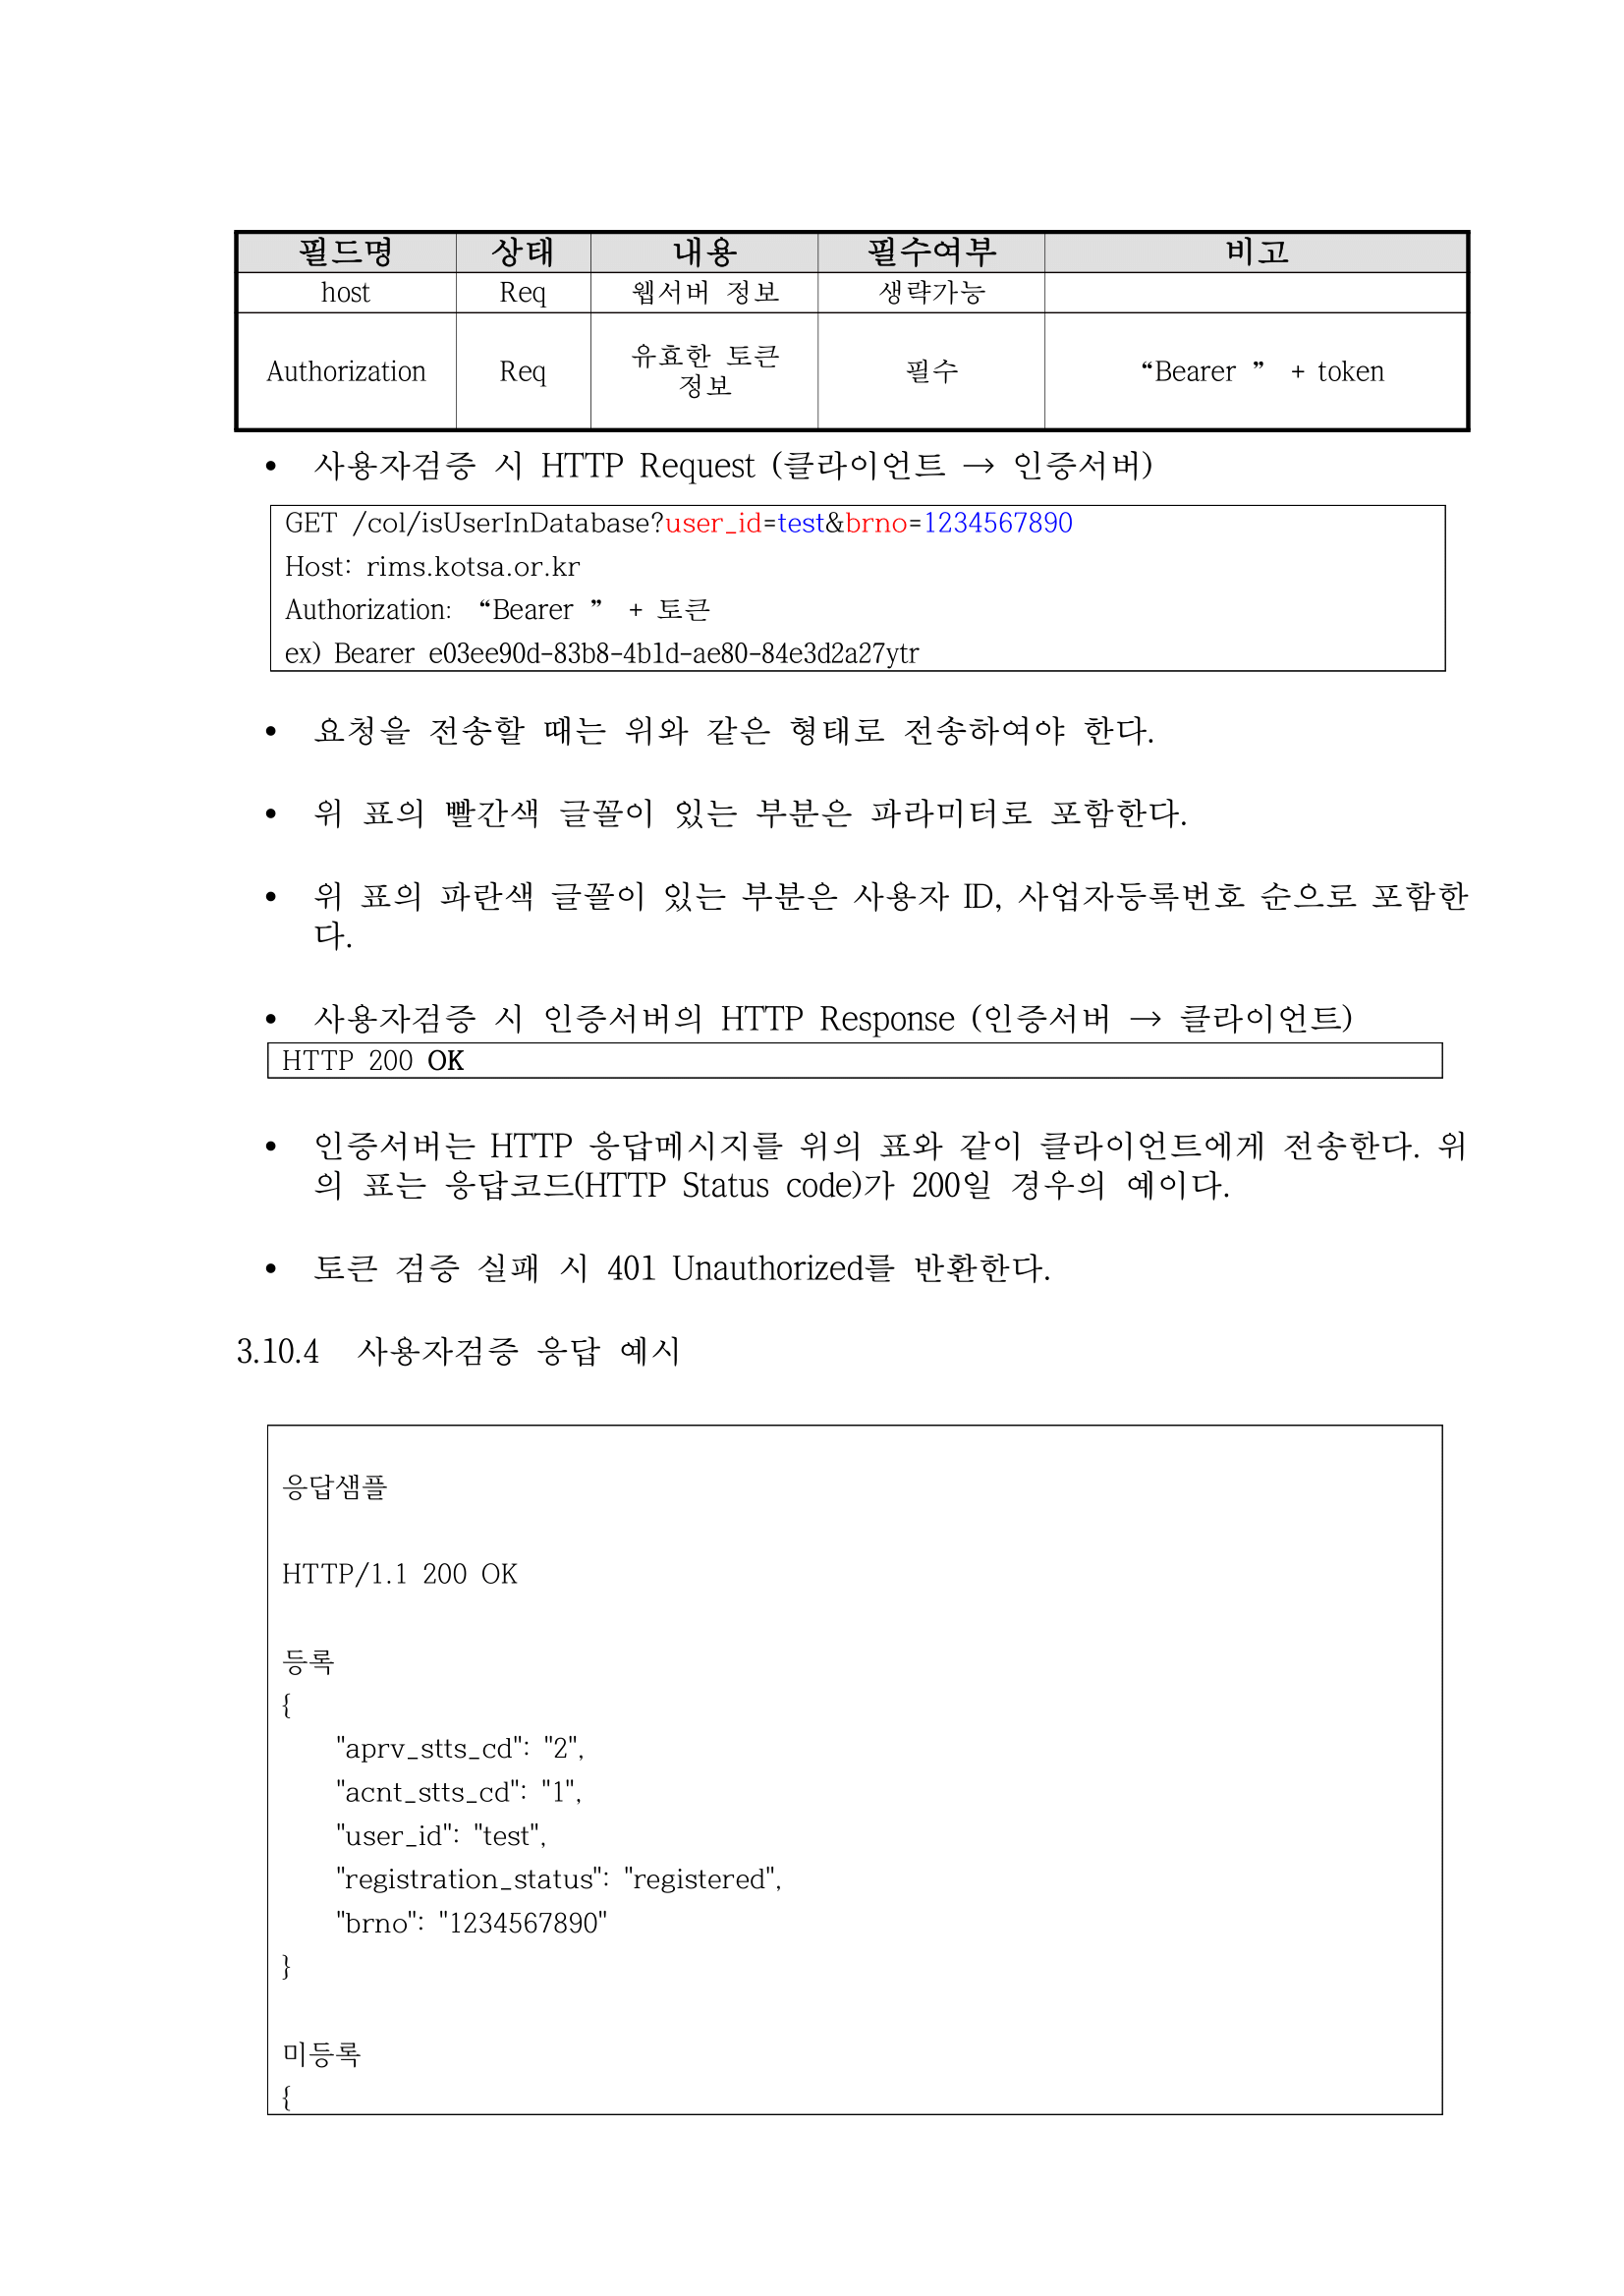 필드명 상태 내용 필수여부 비고
host Req 웹서버 정보 생략가능
Authorization Req 유효한 토큰 정보 필수 “Bearer ” + token
• 사용자검증 시 HTTP Request (클라이언트 → 인증서버)
GET /col/isUserInDatabase?user_id=test&brno=1234567890
Host: rims.kotsa.or.kr
Authorization: “Bearer ” + 토큰
ex) Bearer e03ee90d-83b8-4b1d-ae80-84e3d2a27ytr
• 요청을 전송할 때는 위와 같은 형태로 전송하여야 한다.
• 위 표의 빨간색 글꼴이 있는 부분은 파라미터로 포함한다.
• 위 표의 파란색 글꼴이 있는 부분은 사용자 ID, 사업자등록번호 순으로 포함한
다.
• 사용자검증 시 인증서버의 HTTP Response (인증서버 → 클라이언트)
HTTP 200 OK
• 인증서버는 HTTP 응답메시지를 위의 표와 같이 클라이언트에게 전송한다. 위
의 표는 응답코드(HTTP Status code)가 200일 경우의 예이다.
• 토큰 검증 실패 시 401 Unauthorized를 반환한다.
3.10.4 사용자검증 응답 예시
응답샘플
HTTP/1.1 200 OK
등록
{
"aprv_stts_cd": "2",
"acnt_stts_cd": "1",
"user_id": "test",
"registration_status": "registered",
"brno": "1234567890"
}
미등록
{